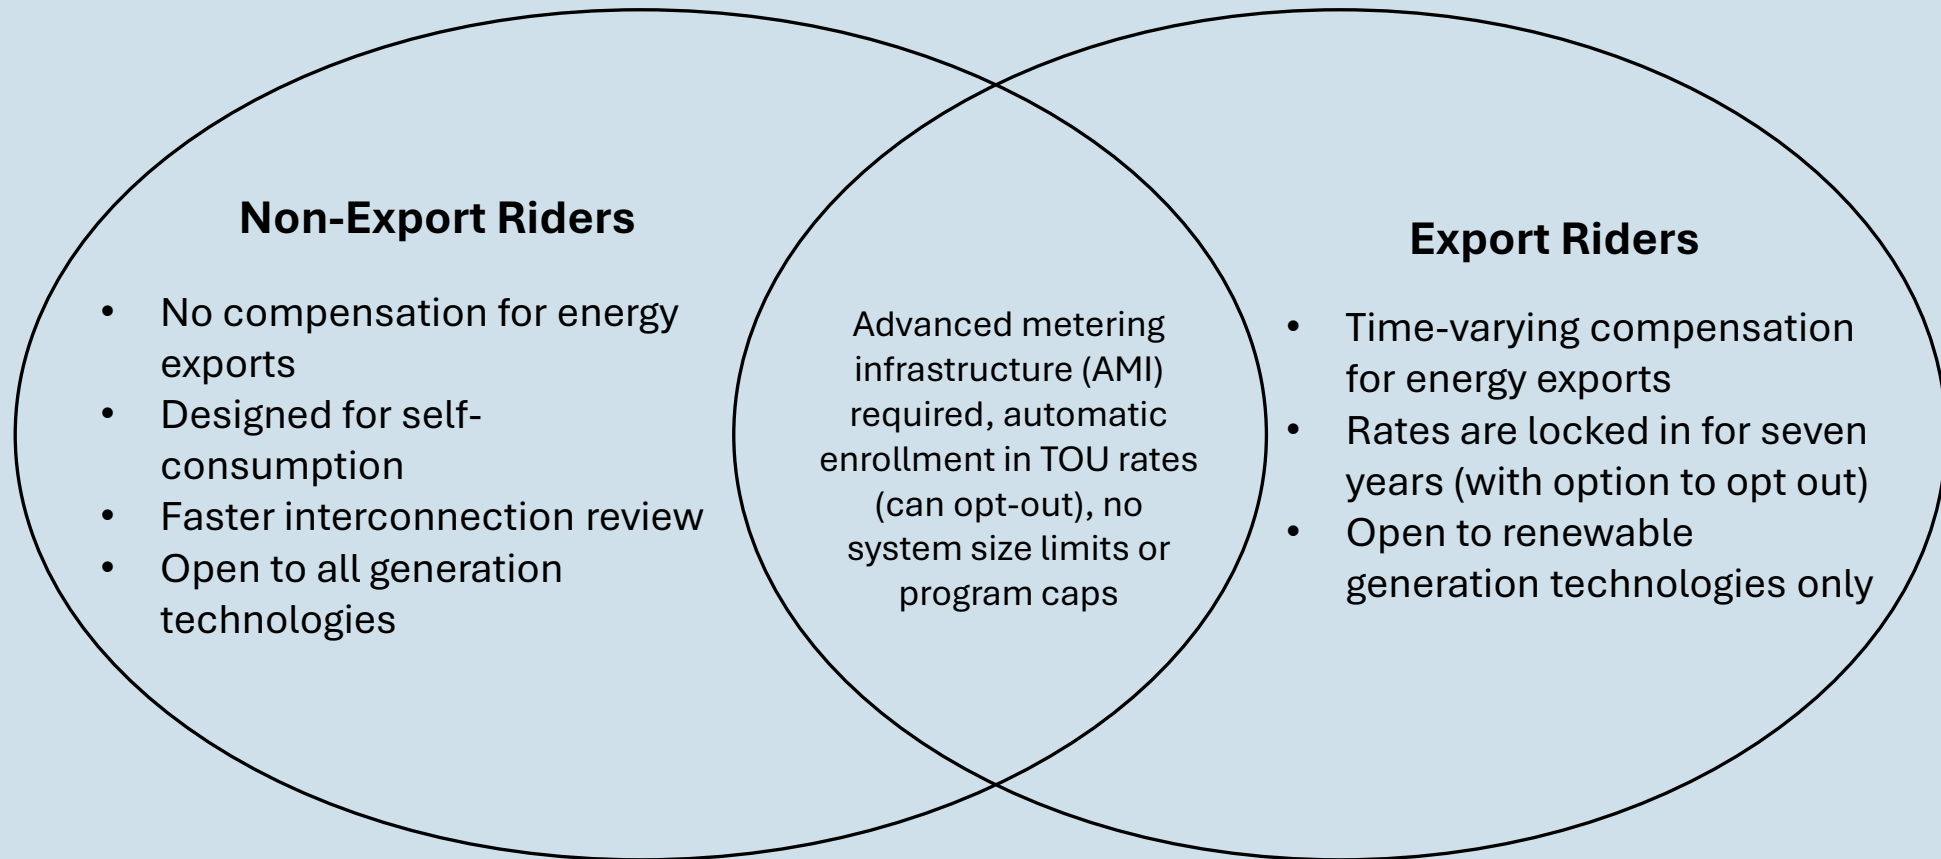 Non-Export Riders
• No compensation for energy
exports
• Designed for self-
consumption
• Faster interconnection review
• Open to all generation
technologies
Advanced metering
infrastructure (AMI)
required, automatic
enrollment in TOU rates
(can opt-out), no
system size limits or
program caps
Export Riders
• Time-varying compensation
for energy exports
• Rates are locked in for seven
years (with option to opt out)
• Open to renewable
generation technologies only